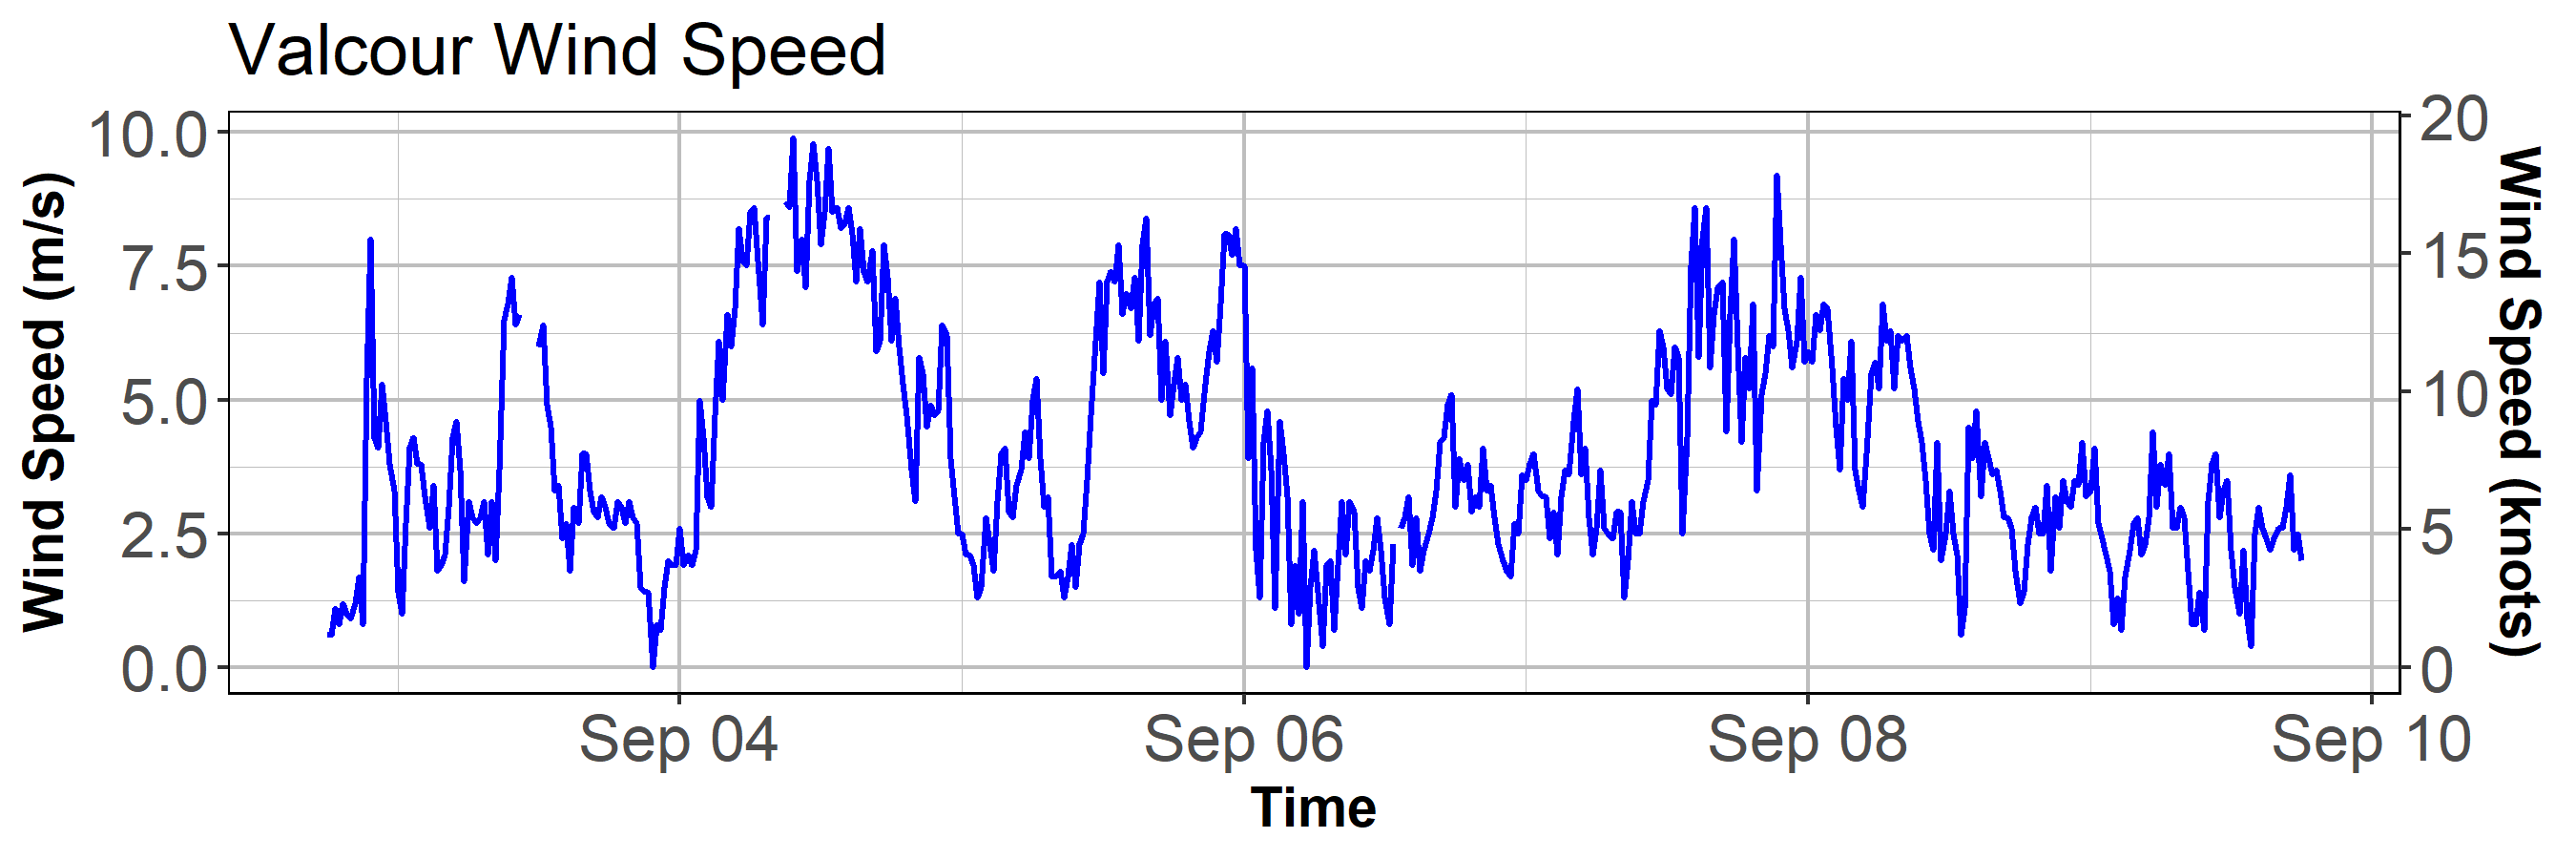 Valcour Wind Speed
Wind Speed (m/s)
10.0
7.5
5.0
2.5
0.0
20
15
10
5
0
Wind Speed (knots)
Sep 04 Sep 06 Sep 08 Sep 10
Time